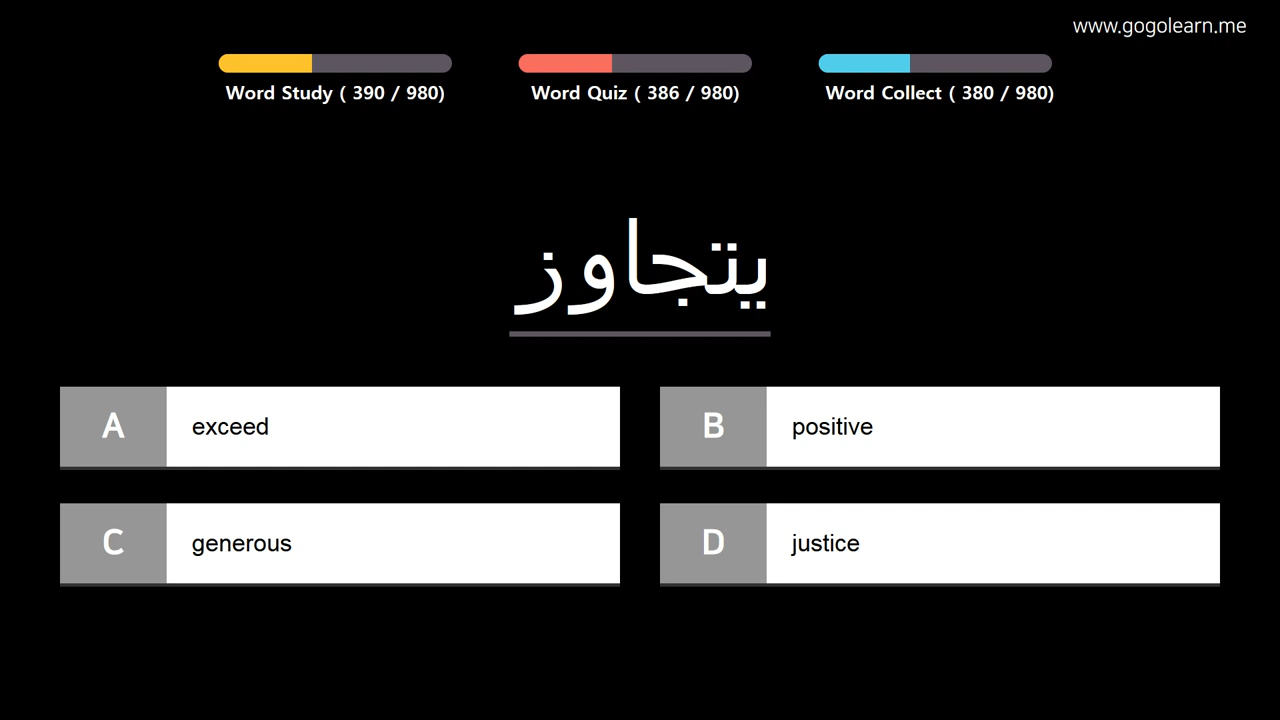 www.gogolearn.me
Word Study ( 390 / 980)
Word Quiz ( 386 / 980)
Word Collect ( 380 / 980)
يتجاوز
A exceed
B positive
C generous
D justice